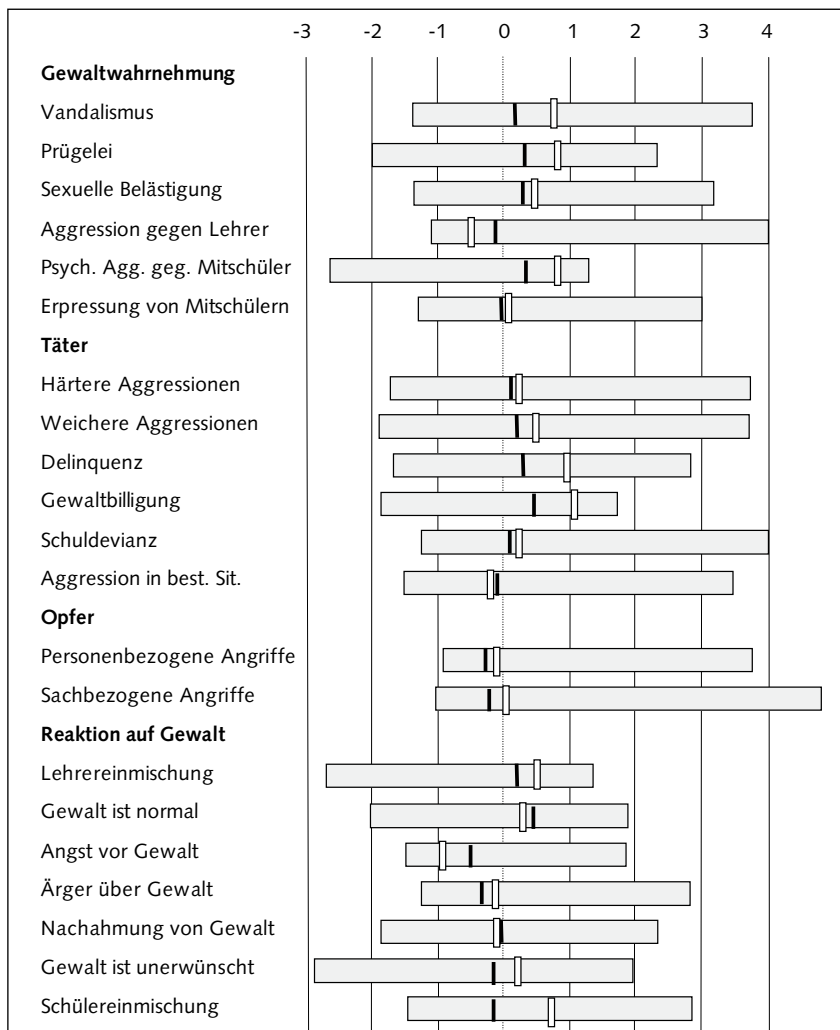 -3 -2 -1 0 1 2 3 4
Gewaltwahrnehmung
Vandalismus
Prügelei
Sexuelle Belästigung
Aggression gegen Lehrer
Psych. Agg. geg. Mitschüler
Erpressung von Mitschülern
Täter
Härtere Aggressionen
Weichere Aggressionen
Delinquenz
Gewaltbilligung
Schuldevianz
Aggression in best. Sit.
Opfer
Personenbezogene Angriffe
Sachbezogene Angriffe
Reaktion auf Gewalt
Lehrereinmischung
Gewalt ist normal
Angst vor Gewalt
Ärger über Gewalt
Nachahmung von Gewalt
Gewalt ist unerwünscht
Schülereinmischung